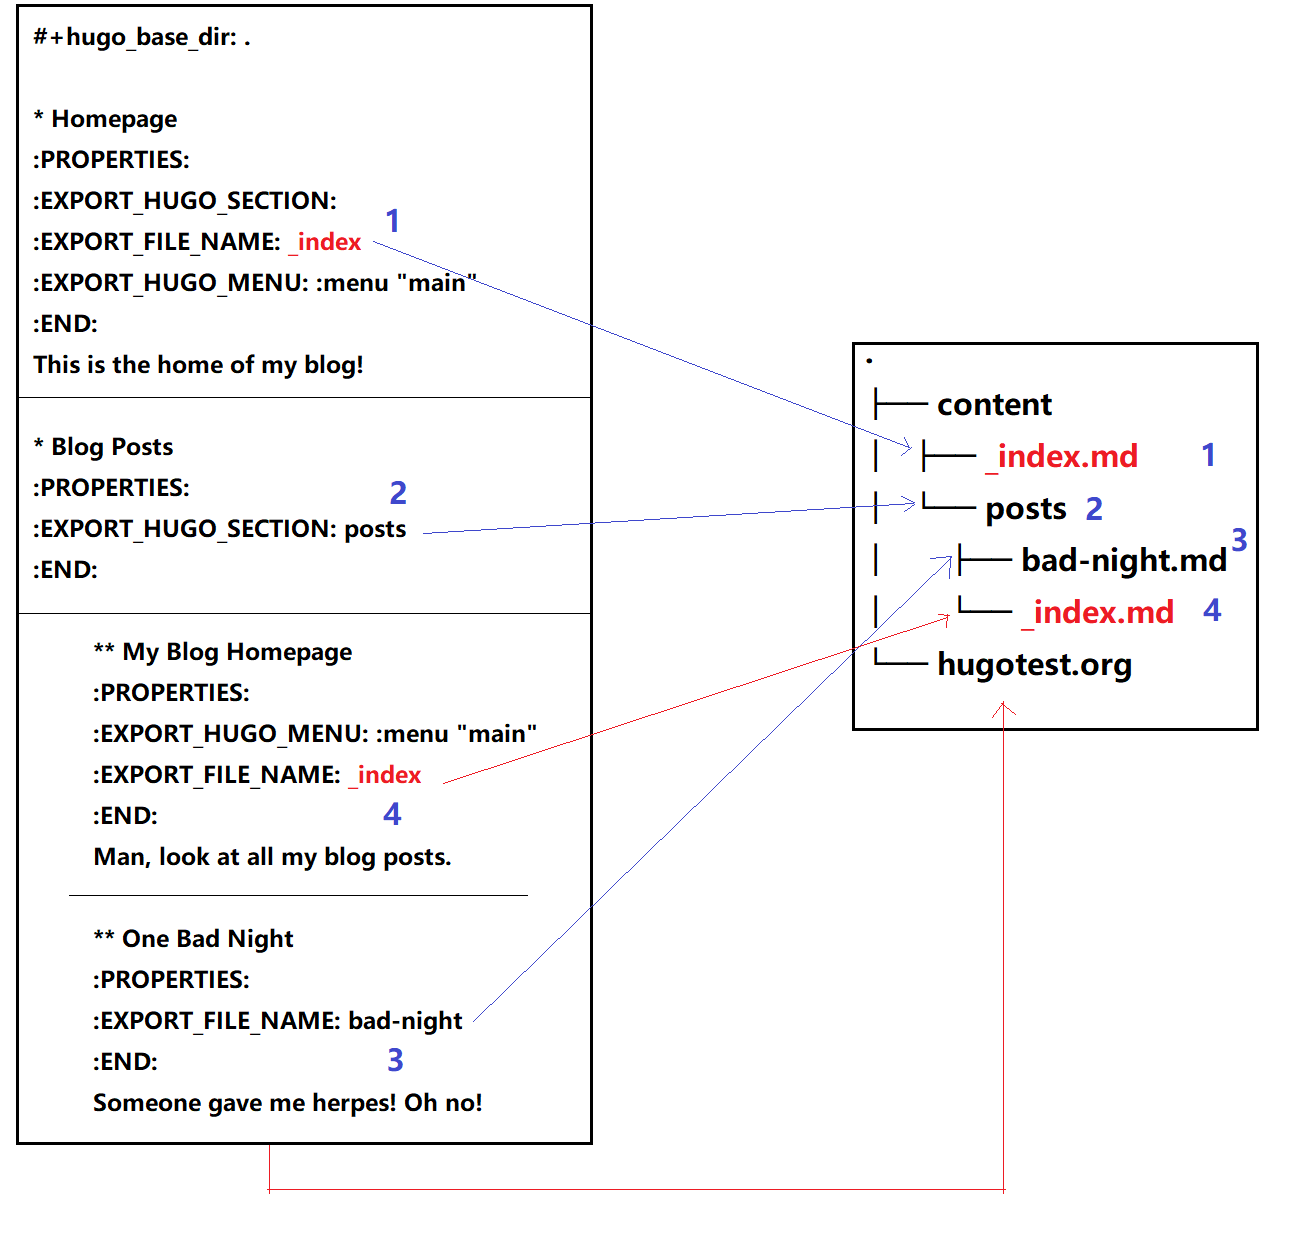 #+hugo_base_dir: .
* Homepage
:PROPERTIES:
:EXPORT_HUGO_SECTION:
1
:EXPORT_FILE_NAME: _index
:EXPORT_HUGO_MENU: :menu "main"
:END:
This is the home of my blog!
* Blog Posts
:PROPERTIES:
2
:EXPORT_HUGO_SECTION: posts
:END:
** My Blog Homepage
:PROPERTIES:
:EXPORT_HUGO_MENU: :menu "main"
:EXPORT_FILE_NAME: _index
:END:
4
Man, look at all my blog posts.
** One Bad Night
:PROPERTIES:
:EXPORT_FILE_NAME: bad-night
:END:
3
Someone gave me herpes! Oh no!
.
├── content
│   ├── _index.md 1
│   └── posts 2
│       ├── bad-night.md 3
│       └── _index.md 4
└── hugotest.org